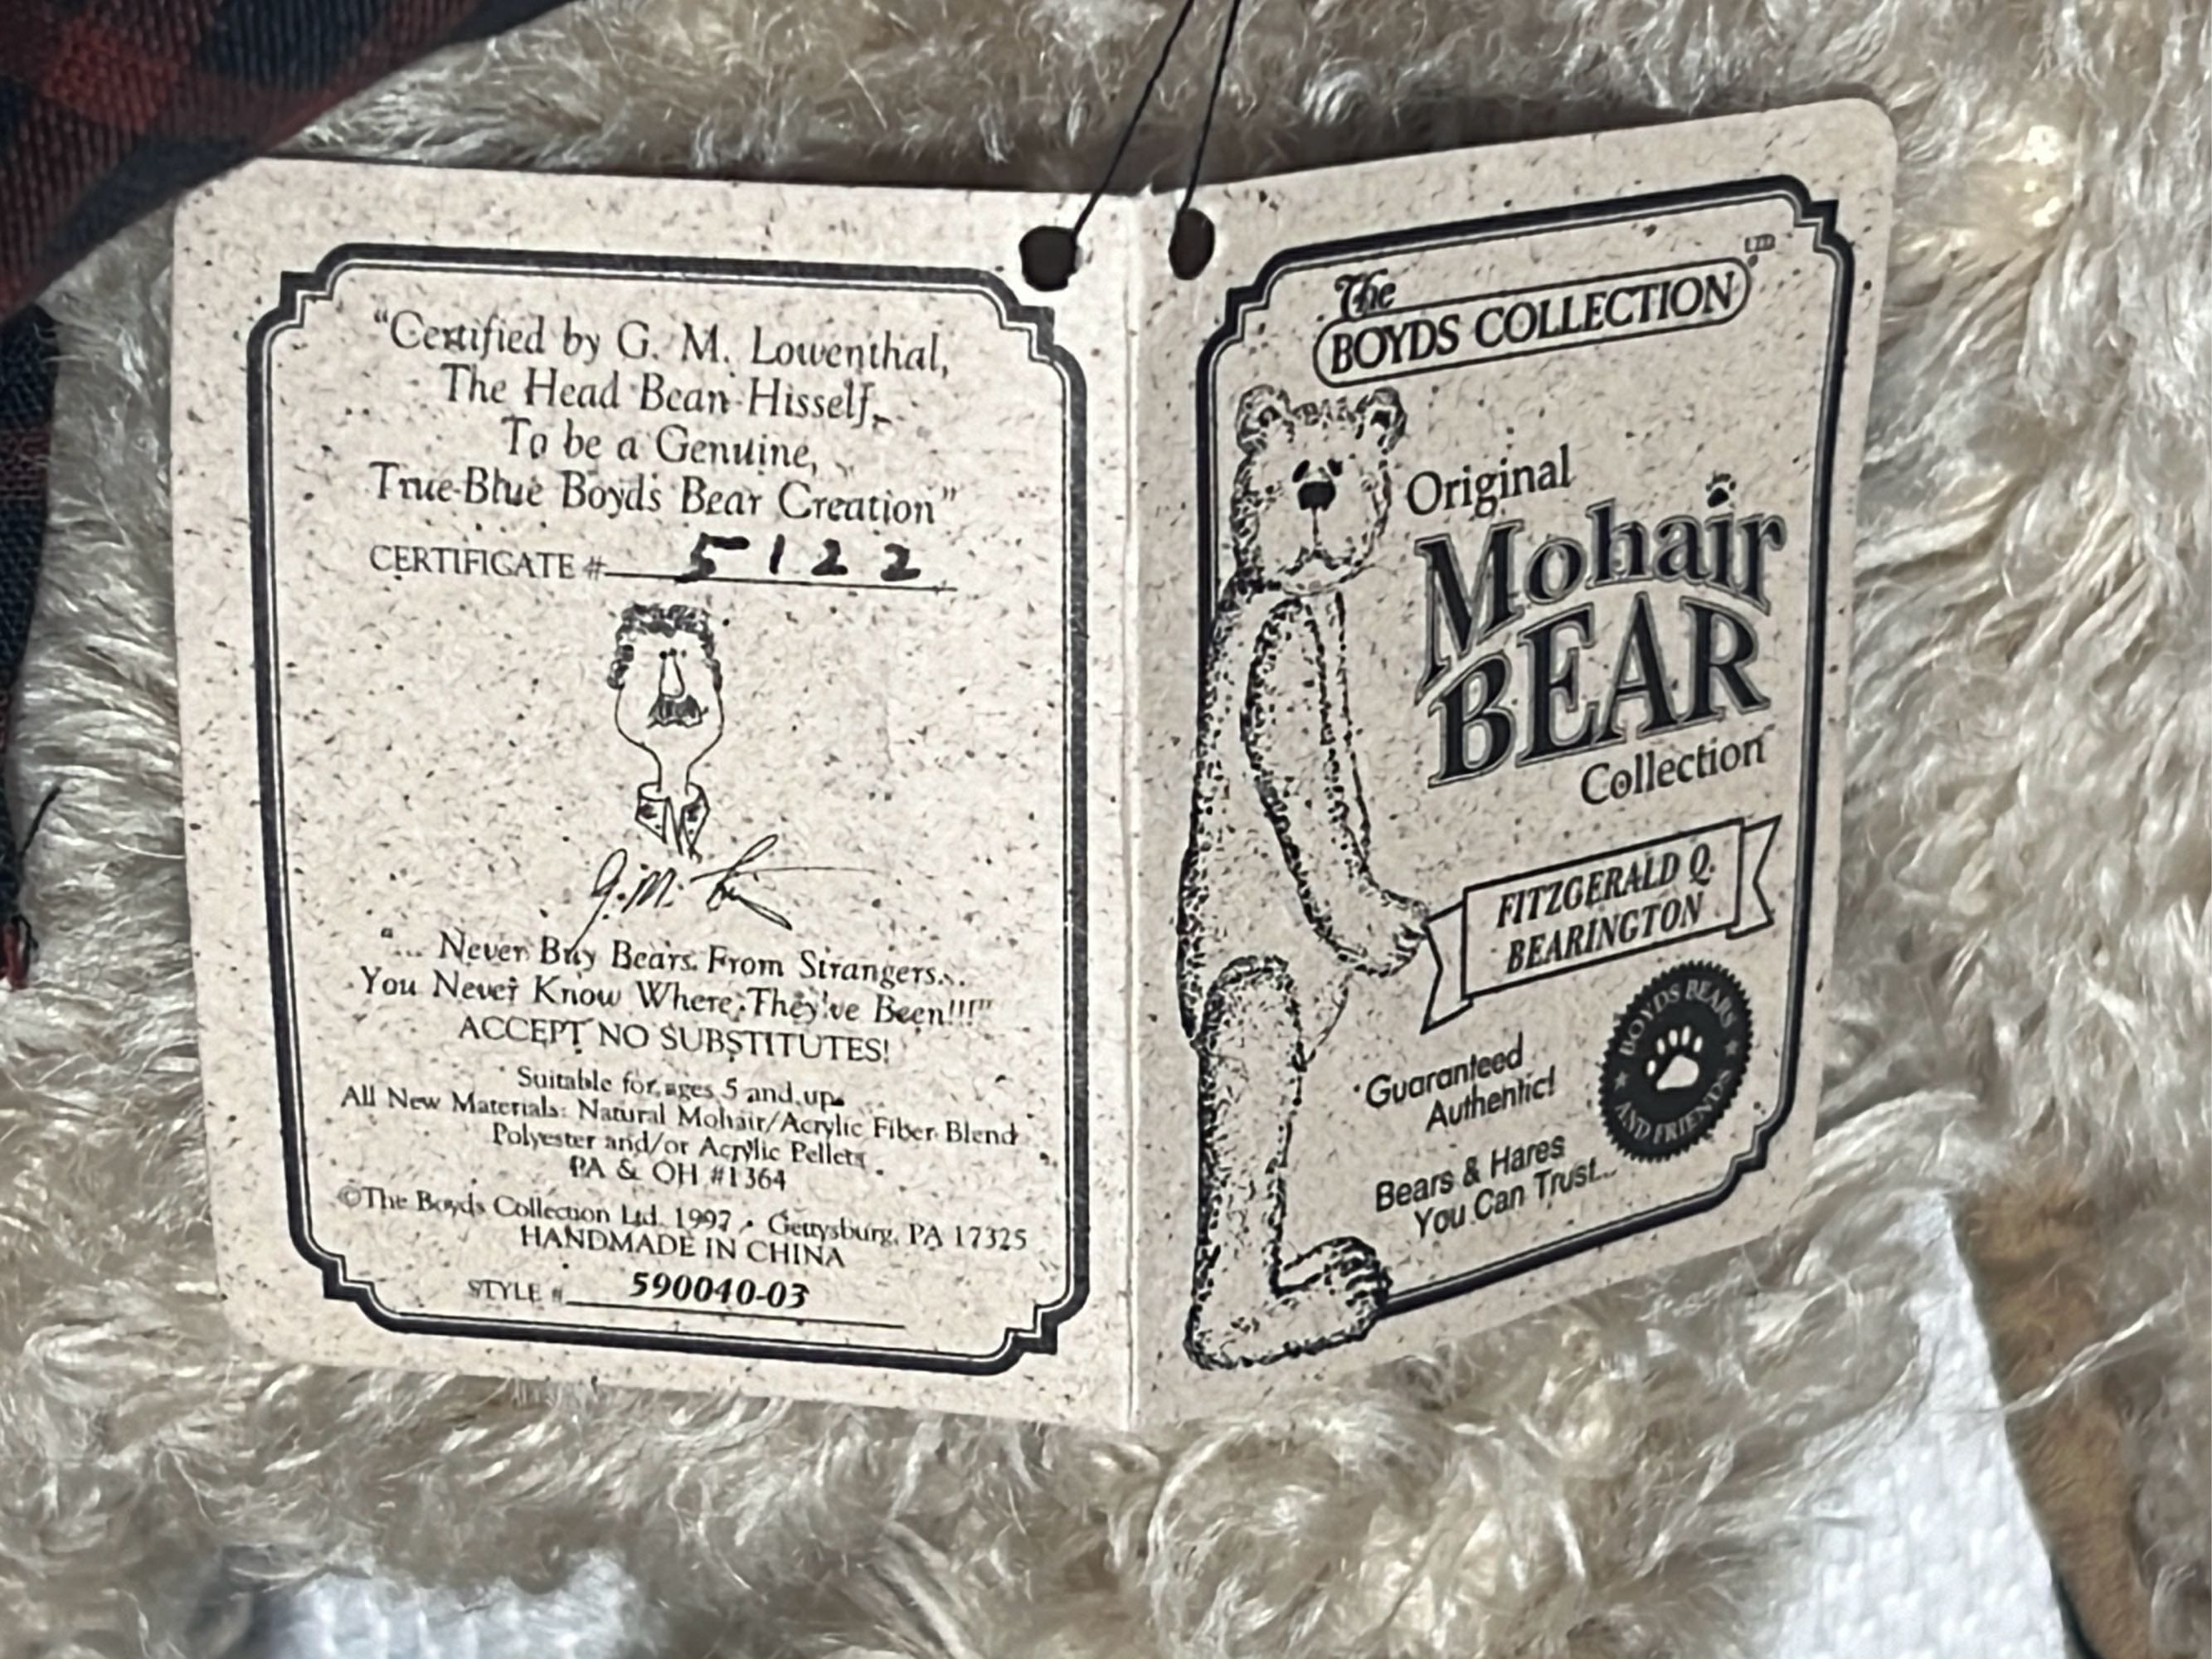 "Certified by G. M. Lowenthal,
The Head Bean Hisself,
To be a Genuine,
True-Blue Boyds Bear Creation"
CERTIFICATE # 5122
G. M.
"... Never Buy Bears From Strangers...
You Never Know Where They've Been!!!"
ACCEPT NO SUBSTITUTES!
Suitable for ages 5 and up.
All New Materials: Natural Mohair/Acrylic Fiber Blend
Polyester and/or Acrylic Pellets
PA & OH #1364
©The Boyds Collection Ltd. 1997 • Gettysburg, PA 17325
HANDMADE IN CHINA
STYLE # 590040-03
The
BOYDS COLLECTION LTD
Original
Mohair
BEAR
Collection
FITZGERALD Q.
BEARINGTON
BOYDS BEARS
AND FRIENDS
Guaranteed
Authentic!
Bears & Hares
You Can Trust...